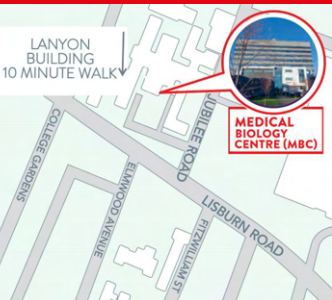 LANYON
BUILDING
10 MINUTE WALK
MEDICAL
BIOLOGY
CENTRE (MBC)
JUBILEE ROAD
COLLEGE GARDENS
ELMWOOD AVENUE
LISBURN ROAD
FITZWILLIAM ST